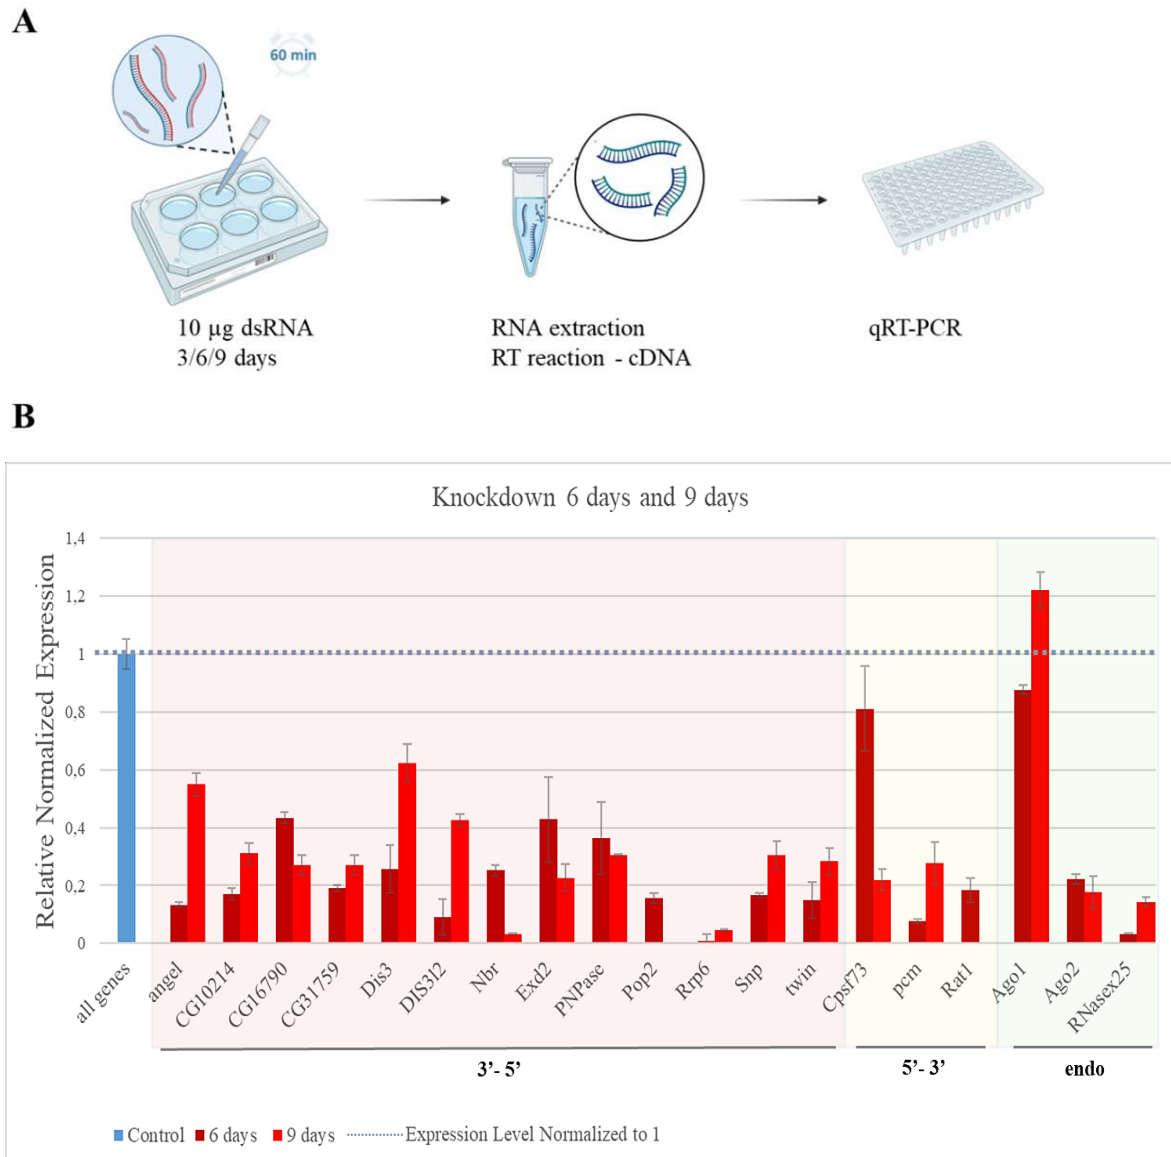 A
60 min
10 µg dsRNA
3/6/9 days
RNA extraction
RT reaction - cDNA
qRT-PCR
B
Knockdown 6 days and 9 days
Relative Normalized Expression
1,4
1,2
1
0,8
0,6
0,4
0,2
0
all genes
angel
CG10214
CG16790
CG31759
Dis3
DIS3l2
Nbr
Exd2
PNPase
Pop2
Rrp6
Snp
twin
Cpsf73
pcm
Rat1
Ago1
Ago2
RNasex25
3’- 5’
5’- 3’
endo
Control
6 days
9 days
Expression Level Normalized to 1